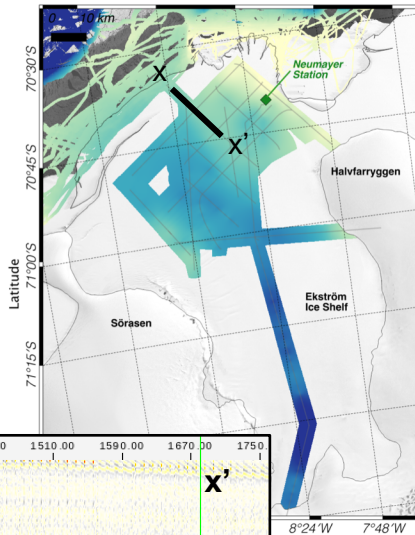 0 10 km
70°30'S
X
Neumayer
Station
X'
70°45'S
Halvfarryggen
71°00'S
Latitude
Ekström
Ice Shelf
Sörasen
71°15'S
0 1510.00 1590.00 1670.00 1750.
X'
8°24'W 7°48'W